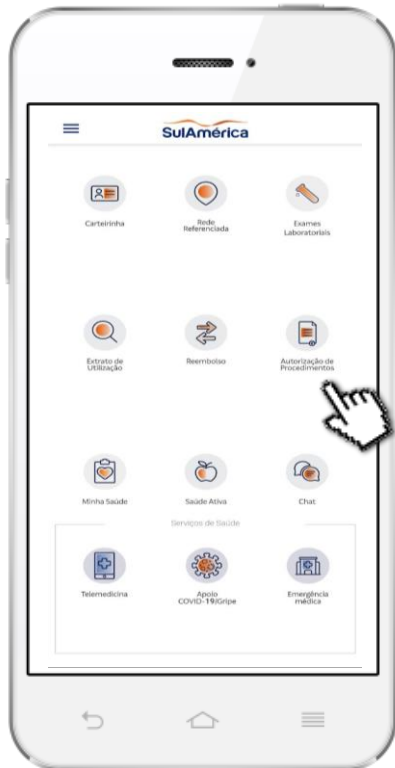 SulAmérica
Carteirinha
Rede
Referenciada
Exames
Laboratoriais
Extrato de
Utilização
Reembolso
Autorização de
Procedimentos
Minha Saúde
Saúde Ativa
Chat
Serviços de Saúde
Telemedicina
Apoio
COVID-19/Gripe
Emergência
médica